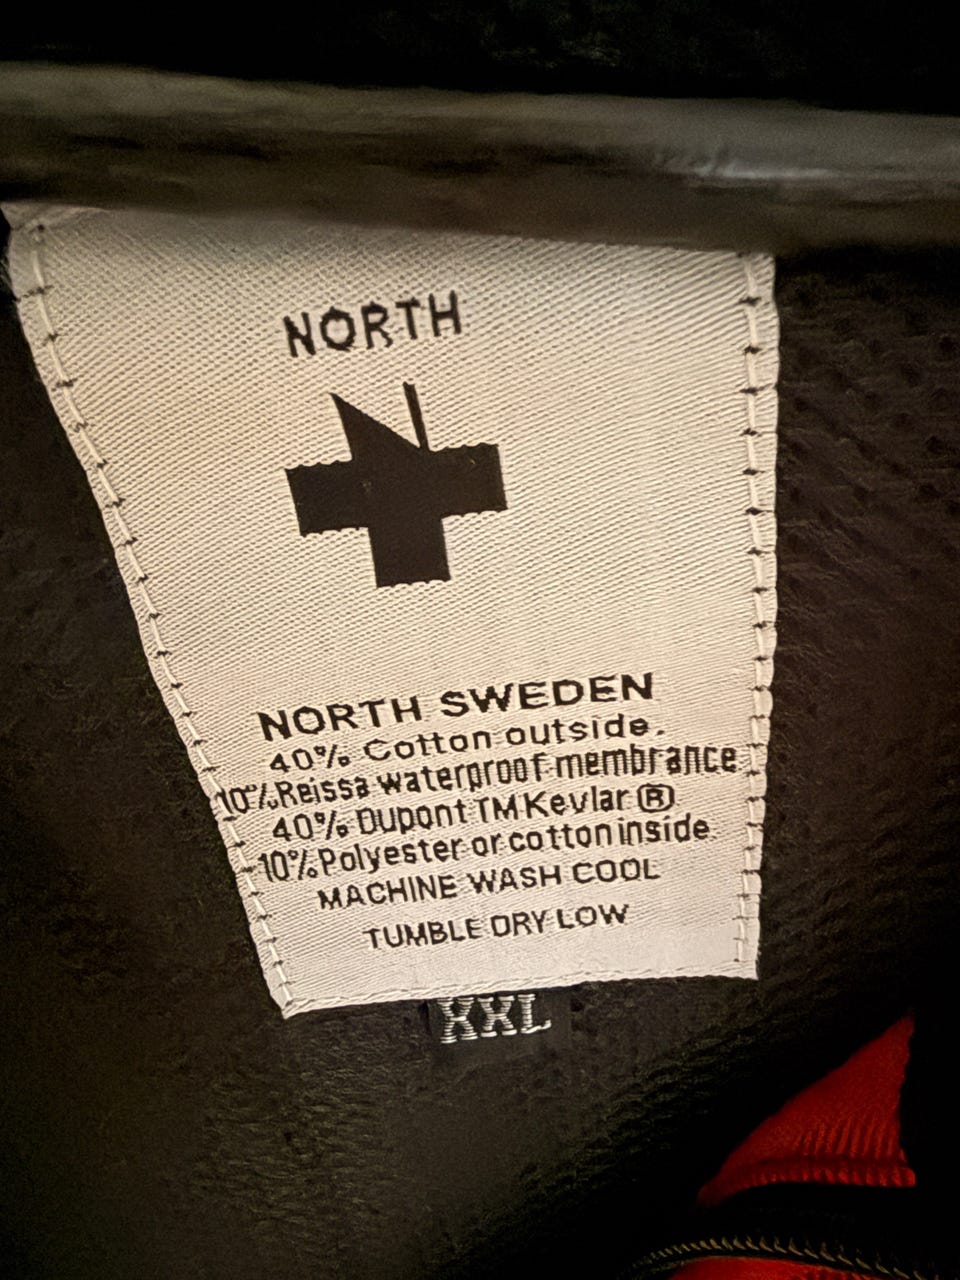 NORTH
NORTH SWEDEN
40% Cotton outside.
10% Reissa waterproof membrance
40% Dupont TM Kevlar ®
10% Polyester or cotton inside.
MACHINE WASH COOL
TUMBLE DRY LOW
XXL